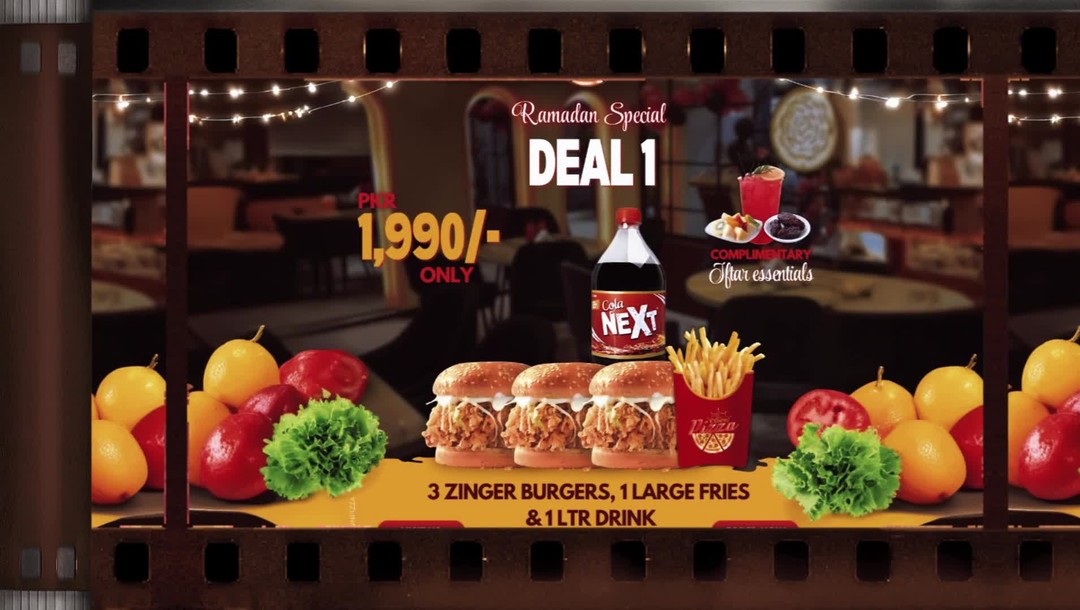 Ramadan Special
DEAL 1
PKR
1,990/-
ONLY
COMPLIMENTARY
Iftar essentials
Cola
NEXT
Pizza
3 ZINGER BURGERS, 1 LARGE FRIES
& 1 LTR DRINK